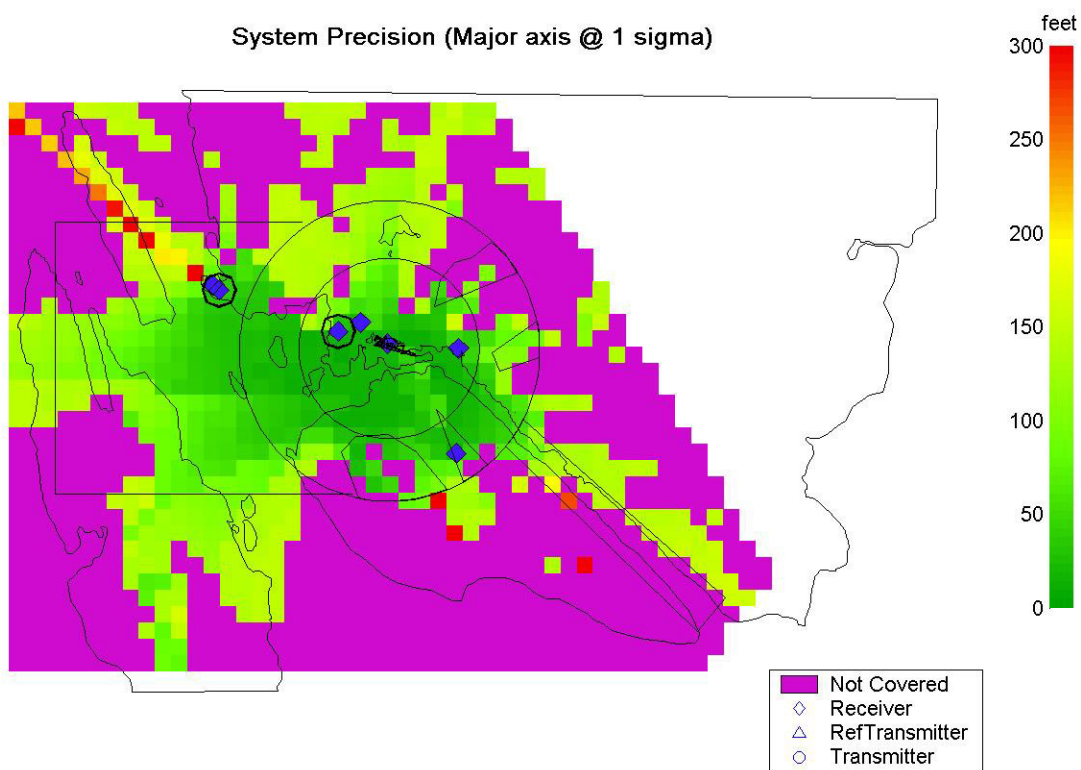 System Precision (Major axis @ 1 sigma)
feet
300
250
200
150
100
50
0
Not Covered
Receiver
RefTransmitter
Transmitter